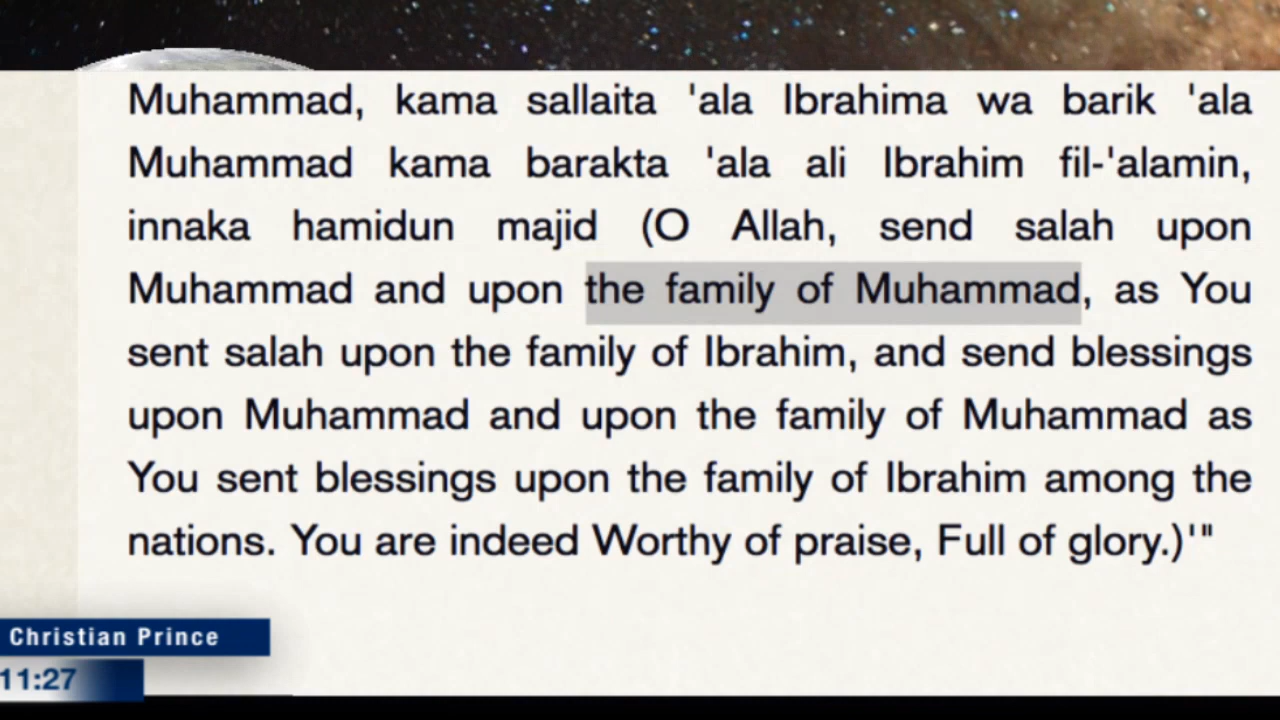 Muhammad, kama sallaita 'ala Ibrahima wa barik 'ala
Muhammad kama barakta 'ala ali Ibrahim fil-'alamin,
innaka hamidun majid (O Allah, send salah upon
Muhammad and upon the family of Muhammad, as You
sent salah upon the family of Ibrahim, and send blessings
upon Muhammad and upon the family of Muhammad as
You sent blessings upon the family of Ibrahim among the
nations. You are indeed Worthy of praise, Full of glory.)'"
Christian Prince
11:27